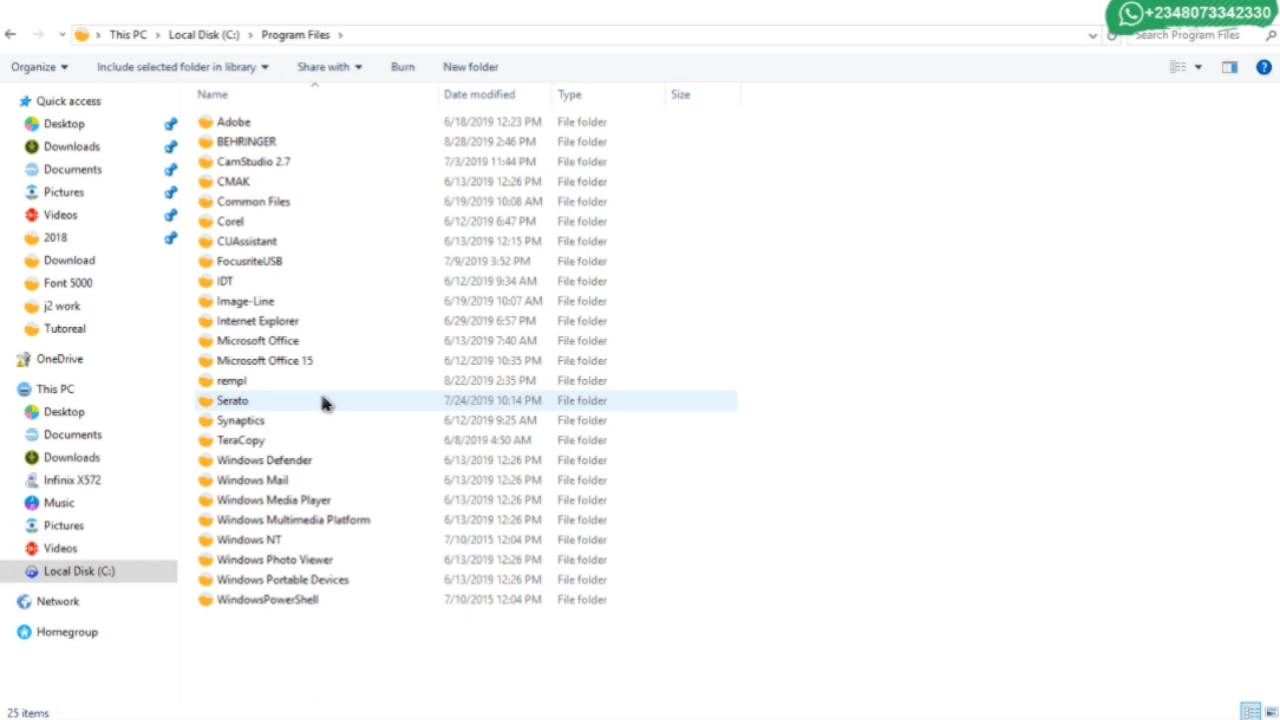 +2348073342330
This PC > Local Disk (C:) > Program Files >
Search Program Files
Organize Include selected folder in library Share with Burn New folder
Name Date modified Type Size
Quick access
Desktop
Downloads
Documents
Pictures
Videos
2018
Download
Font 5000
j2 work
Tutoreal
OneDrive
This PC
Desktop
Documents
Downloads
Infinix X572
Music
Pictures
Videos
Local Disk (C:)
Network
Homegroup
Adobe 6/18/2019 12:23 PM File folder
BEHRINGER 8/28/2019 2:46 PM File folder
CamStudio 2.7 7/3/2019 11:44 PM File folder
CMAK 6/13/2019 12:26 PM File folder
Common Files 6/19/2019 10:08 AM File folder
Corel 6/12/2019 6:47 PM File folder
CUAssistant 6/13/2019 12:15 PM File folder
FocusriteUSB 7/9/2019 3:52 PM File folder
IDT 6/12/2019 9:34 AM File folder
Image-Line 6/19/2019 10:07 AM File folder
Internet Explorer 6/29/2019 6:57 PM File folder
Microsoft Office 6/13/2019 7:40 AM File folder
Microsoft Office 15 6/12/2019 10:35 PM File folder
rempl 8/22/2019 2:35 PM File folder
Serato 7/24/2019 10:14 PM File folder
Synaptics 6/12/2019 9:25 AM File folder
TeraCopy 6/8/2019 4:50 AM File folder
Windows Defender 6/13/2019 12:26 PM File folder
Windows Mail 6/13/2019 12:26 PM File folder
Windows Media Player 6/13/2019 12:26 PM File folder
Windows Multimedia Platform 6/13/2019 12:26 PM File folder
Windows NT 7/10/2015 12:04 PM File folder
Windows Photo Viewer 6/13/2019 12:26 PM File folder
Windows Portable Devices 6/13/2019 12:26 PM File folder
WindowsPowerShell 7/10/2015 12:04 PM File folder
25 items